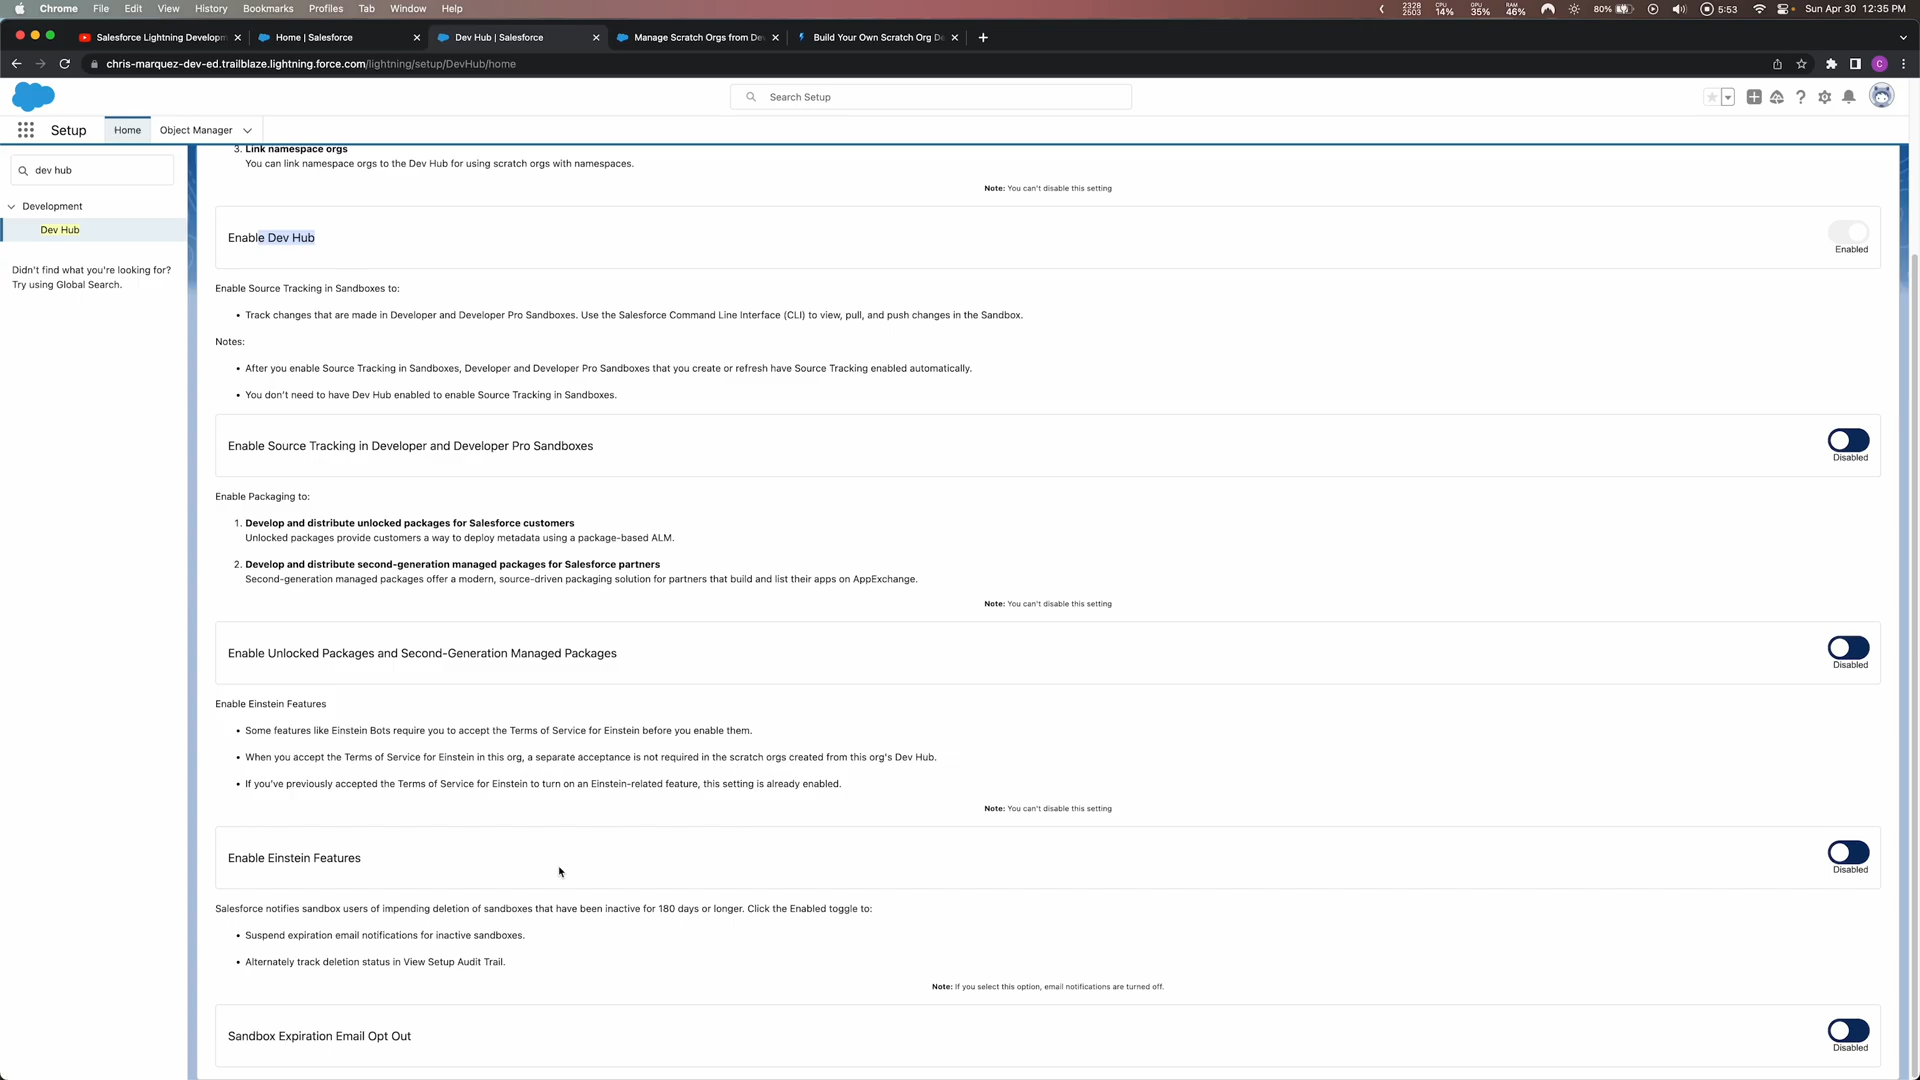 Chrome File Edit View History Bookmarks Profiles Tab Window Help
2328 2503 CPU 14% GPU 35% RAM 46% 80% 5:53 Sun Apr 30 12:35 PM
Salesforce Lightning Developm Home | Salesforce Dev Hub | Salesforce Manage Scratch Orgs from Dev Build Your Own Scratch Org De
chris-marquez-dev-ed.trailblaze.lightning.force.com/lightning/setup/DevHub/home C
Search Setup
Setup Home Object Manager
dev hub
Development
Dev Hub
Didn't find what you're looking for?
Try using Global Search.
3. Link namespace orgs
You can link namespace orgs to the Dev Hub for using scratch orgs with namespaces.
Note: You can't disable this setting
Enable Dev Hub
Enabled
Enable Source Tracking in Sandboxes to:
• Track changes that are made in Developer and Developer Pro Sandboxes. Use the Salesforce Command Line Interface (CLI) to view, pull, and push changes in the Sandbox.
Notes:
• After you enable Source Tracking in Sandboxes, Developer and Developer Pro Sandboxes that you create or refresh have Source Tracking enabled automatically.
• You don't need to have Dev Hub enabled to enable Source Tracking in Sandboxes.
Enable Source Tracking in Developer and Developer Pro Sandboxes
Disabled
Enable Packaging to:
1. Develop and distribute unlocked packages for Salesforce customers
Unlocked packages provide customers a way to deploy metadata using a package-based ALM.
2. Develop and distribute second-generation managed packages for Salesforce partners
Second-generation managed packages offer a modern, source-driven packaging solution for partners that build and list their apps on AppExchange.
Note: You can't disable this setting
Enable Unlocked Packages and Second-Generation Managed Packages
Disabled
Enable Einstein Features
• Some features like Einstein Bots require you to accept the Terms of Service for Einstein before you enable them.
• When you accept the Terms of Service for Einstein in this org, a separate acceptance is not required in the scratch orgs created from this org's Dev Hub.
• If you've previously accepted the Terms of Service for Einstein to turn on an Einstein-related feature, this setting is already enabled.
Note: You can't disable this setting
Enable Einstein Features
Disabled
Salesforce notifies sandbox users of impending deletion of sandboxes that have been inactive for 180 days or longer. Click the Enabled toggle to:
• Suspend expiration email notifications for inactive sandboxes.
• Alternately track deletion status in View Setup Audit Trail.
Note: If you select this option, email notifications are turned off.
Sandbox Expiration Email Opt Out
Disabled